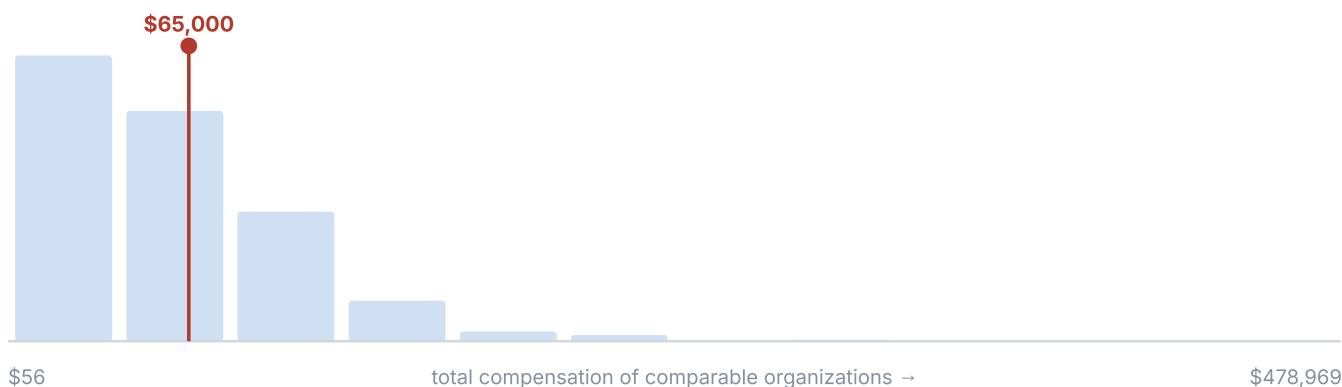 $65,000
$56
total compensation of comparable organizations →
$478,969